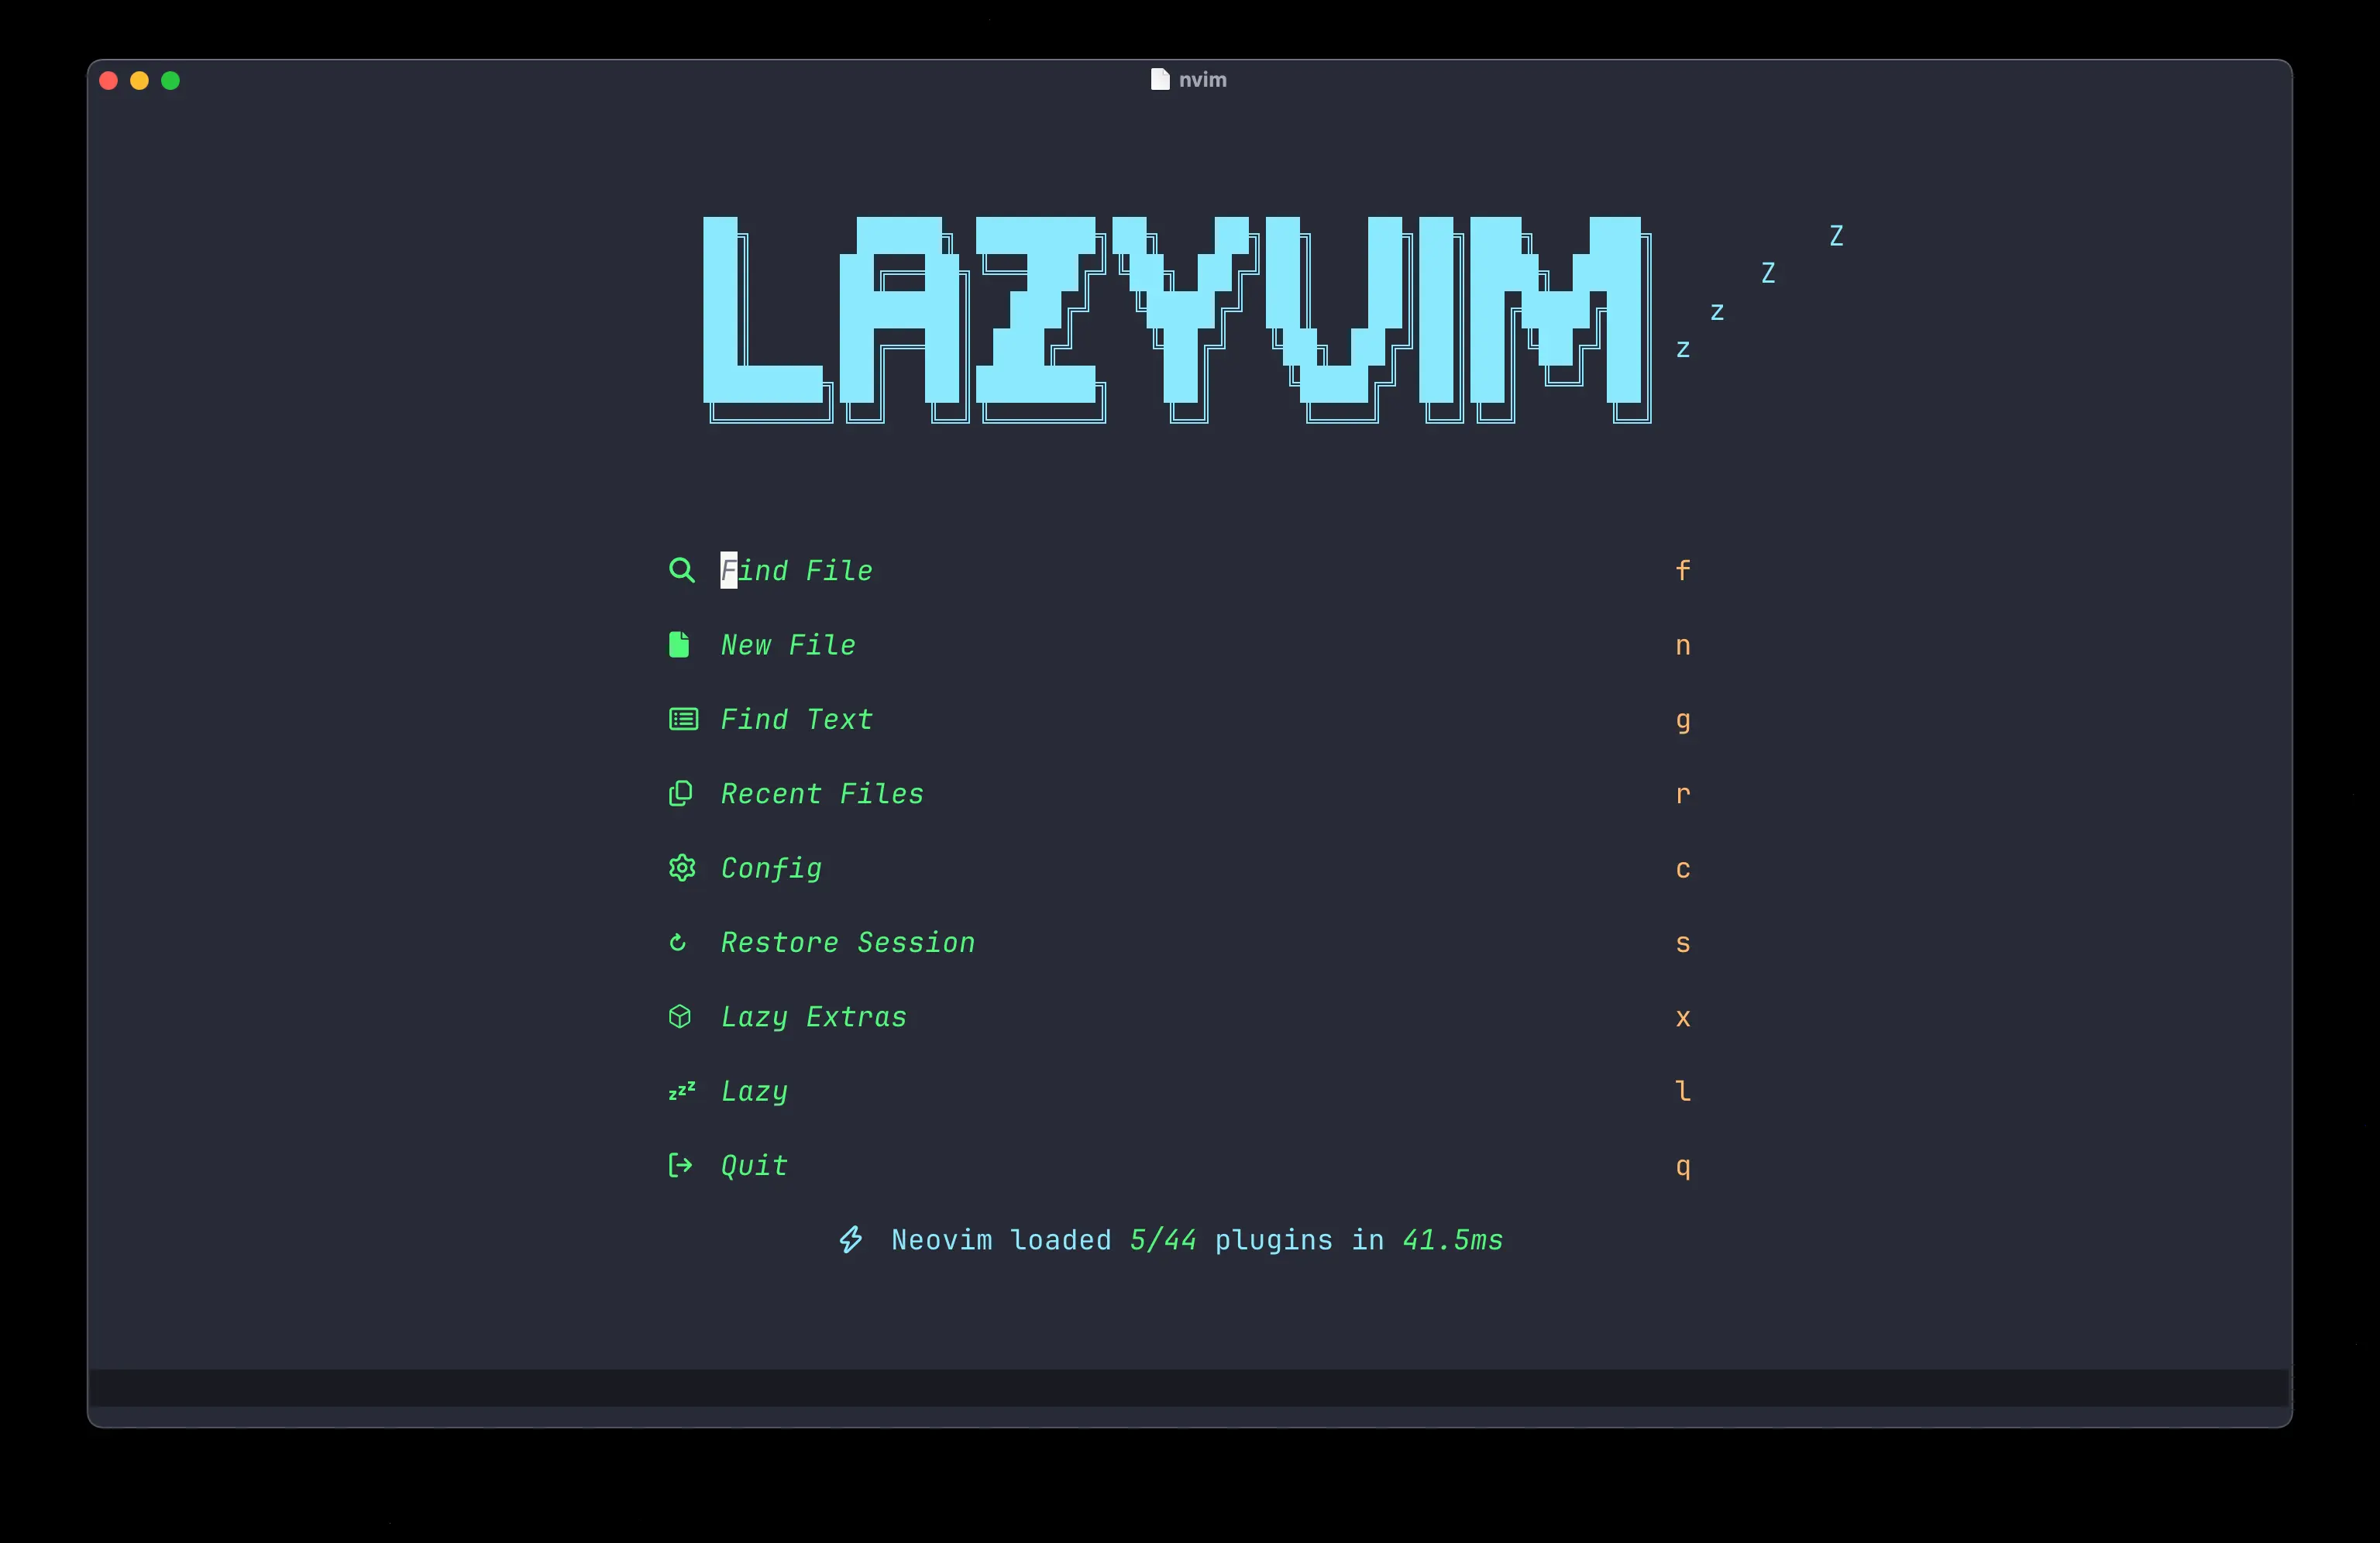 nvim
LAZYVIM
Z
Z
z
z
Find File f
New File n
Find Text g
Recent Files r
Config c
Restore Session s
Lazy Extras x
zzz Lazy l
Quit q
Neovim loaded 5/44 plugins in 41.5ms